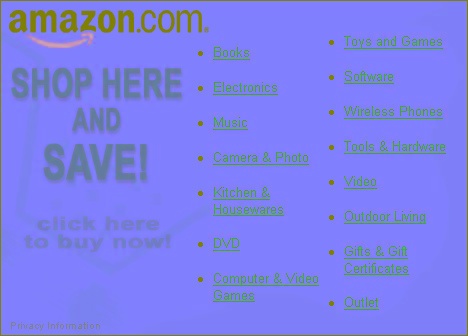 amazon.com.
SHOP HERE
AND
SAVE!
click here
to buy now!
Privacy Information
Books
Electronics
Music
Camera & Photo
Kitchen &
Housewares
DVD
Computer & Video
Games
Toys and Games
Software
Wireless Phones
Tools & Hardware
Video
Outdoor Living
Gifts & Gift
Certificates
Outlet